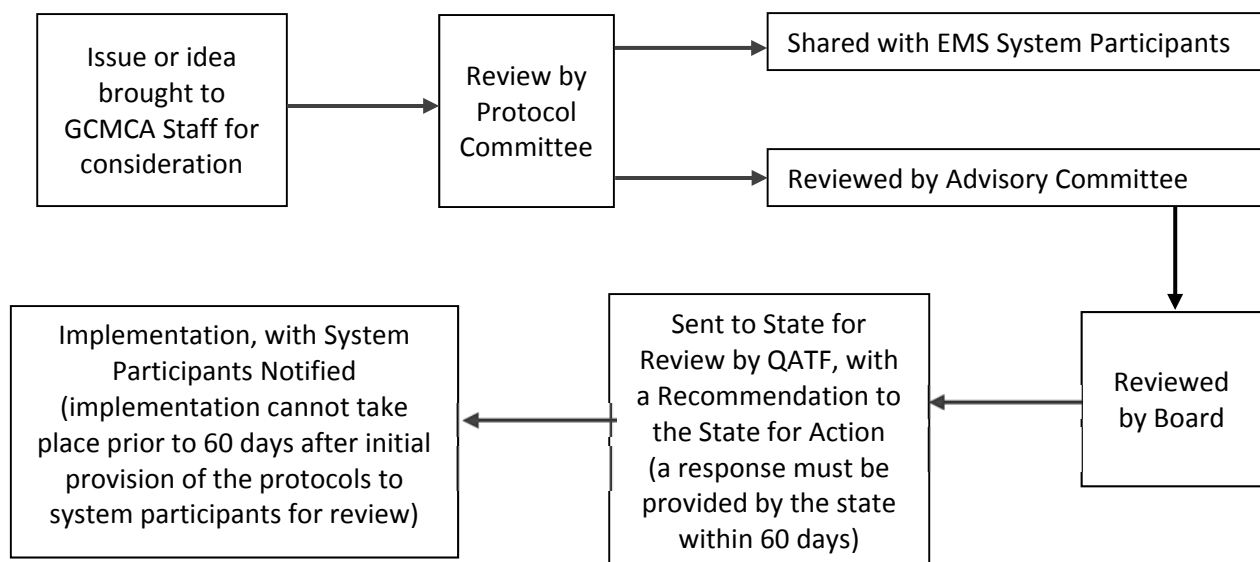 Issue or idea
brought to
GCMCA Staff for
consideration
Review by
Protocol
Committee
Shared with EMS System Participants
Reviewed by Advisory Committee
Reviewed
by Board
Sent to State for
Review by QATF, with
a Recommendation to
the State for Action
(a response must be
provided by the state
within 60 days)
Implementation, with System
Participants Notified
(implementation cannot take
place prior to 60 days after initial
provision of the protocols to
system participants for review)